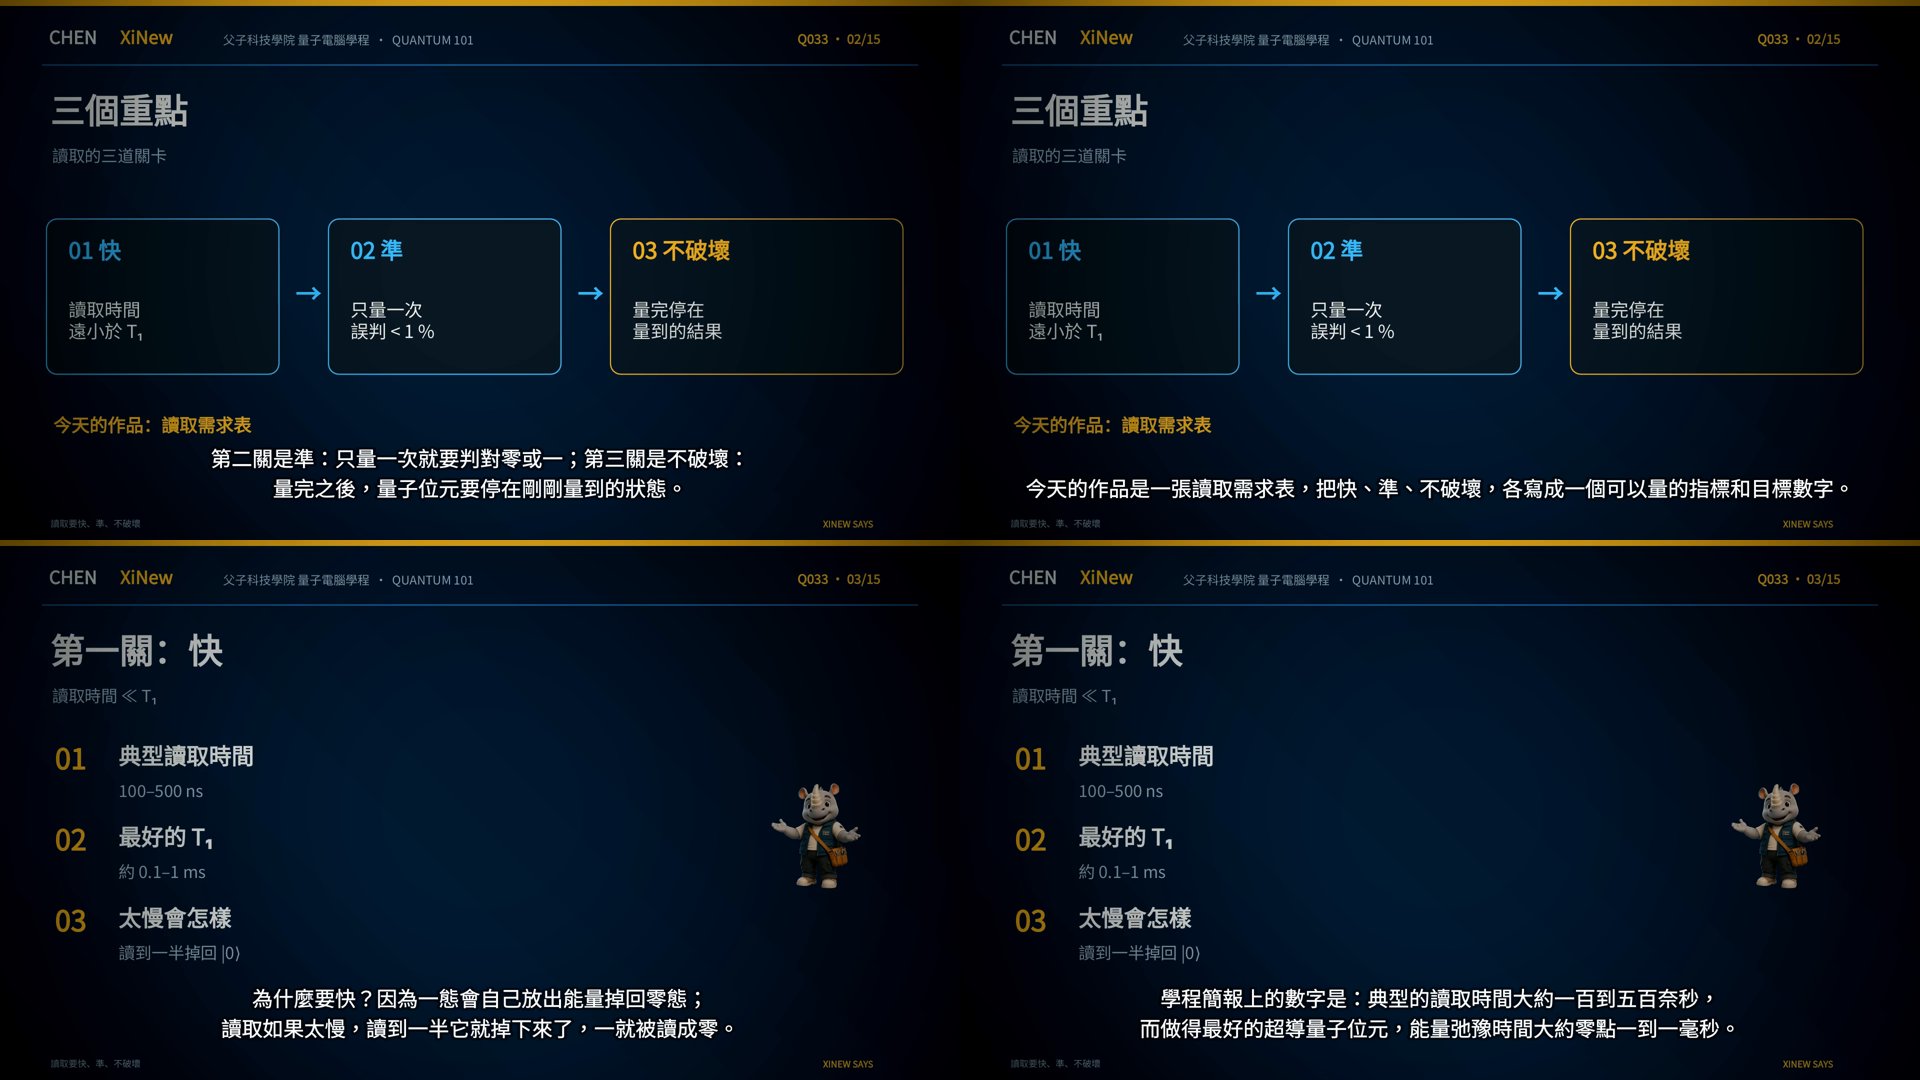 CHEN XiNew 父子科技學院 量子電腦學程 · QUANTUM 101 Q033 · 02/15
三個重點
讀取的三道關卡
01 快
讀取時間
遠小於 T₁
→
02 準
只量一次
誤判 < 1 %
→
03 不破壞
量完停在
量到的結果
今天的作品：讀取需求表
第二關是準：只量一次就要判對零或一；第三關是不破壞：
量完之後，量子位元要停在剛剛量到的狀態。
讀取要快、準、不破壞 XINEW SAYS
CHEN XiNew 父子科技學院 量子電腦學程 · QUANTUM 101 Q033 · 02/15
三個重點
讀取的三道關卡
01 快
讀取時間
遠小於 T₁
→
02 準
只量一次
誤判 < 1 %
→
03 不破壞
量完停在
量到的結果
今天的作品：讀取需求表
今天的作品是一張讀取需求表，把快、準、不破壞，各寫成一個可以量的指標和目標數字。
讀取要快、準、不破壞 XINEW SAYS
CHEN XiNew 父子科技學院 量子電腦學程 · QUANTUM 101 Q033 · 03/15
第一關：快
讀取時間 ≪ T₁
01 典型讀取時間
100–500 ns
02 最好的 T₁
約 0.1–1 ms
03 太慢會怎樣
讀到一半掉回 |0⟩
為什麼要快？因為一態會自己放出能量掉回零態；
讀取如果太慢，讀到一半它就掉下來了，一就被讀成零。
讀取要快、準、不破壞 XINEW SAYS
CHEN XiNew 父子科技學院 量子電腦學程 · QUANTUM 101 Q033 · 03/15
第一關：快
讀取時間 ≪ T₁
01 典型讀取時間
100–500 ns
02 最好的 T₁
約 0.1–1 ms
03 太慢會怎樣
讀到一半掉回 |0⟩
學程簡報上的數字是：典型的讀取時間大約一百到五百奈秒，
而做得最好的超導量子位元，能量弛豫時間大約零點一到一毫秒。
讀取要快、準、不破壞 XINEW SAYS